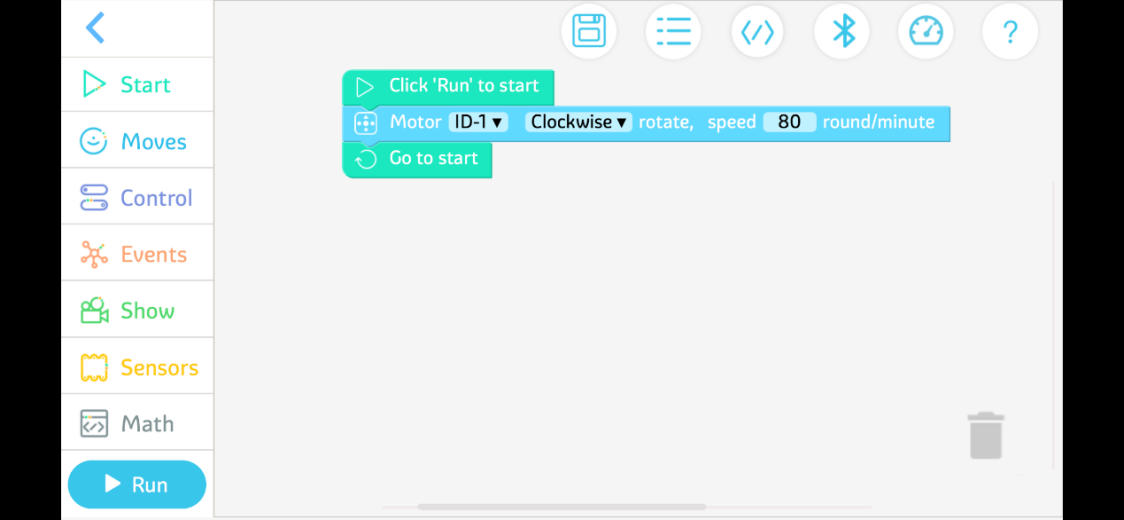 ?
Start
Moves
Control
Events
Show
Sensors
Math
Run
Click 'Run' to start
Motor ID-1 ▾ Clockwise ▾ rotate, speed 80 round/minute
Go to start